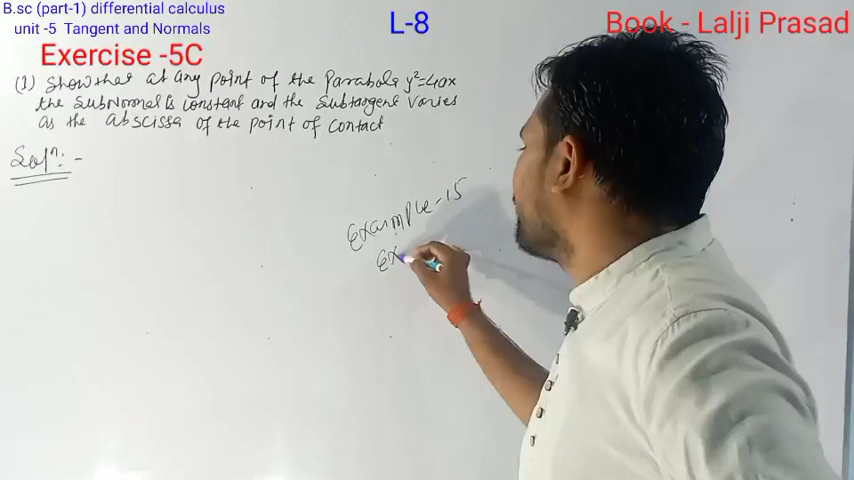 B.sc (part-1) differential calculus
unit -5 Tangent and Normals
L-8
Book - Lalji Prasad
Exercise -5C
(1) Show that at any point of the Parabola y²=4ax
the subNormal is constant and the subtangent varies
as the abscissa of the point of contact
Solⁿ: -
Example-15
Ex